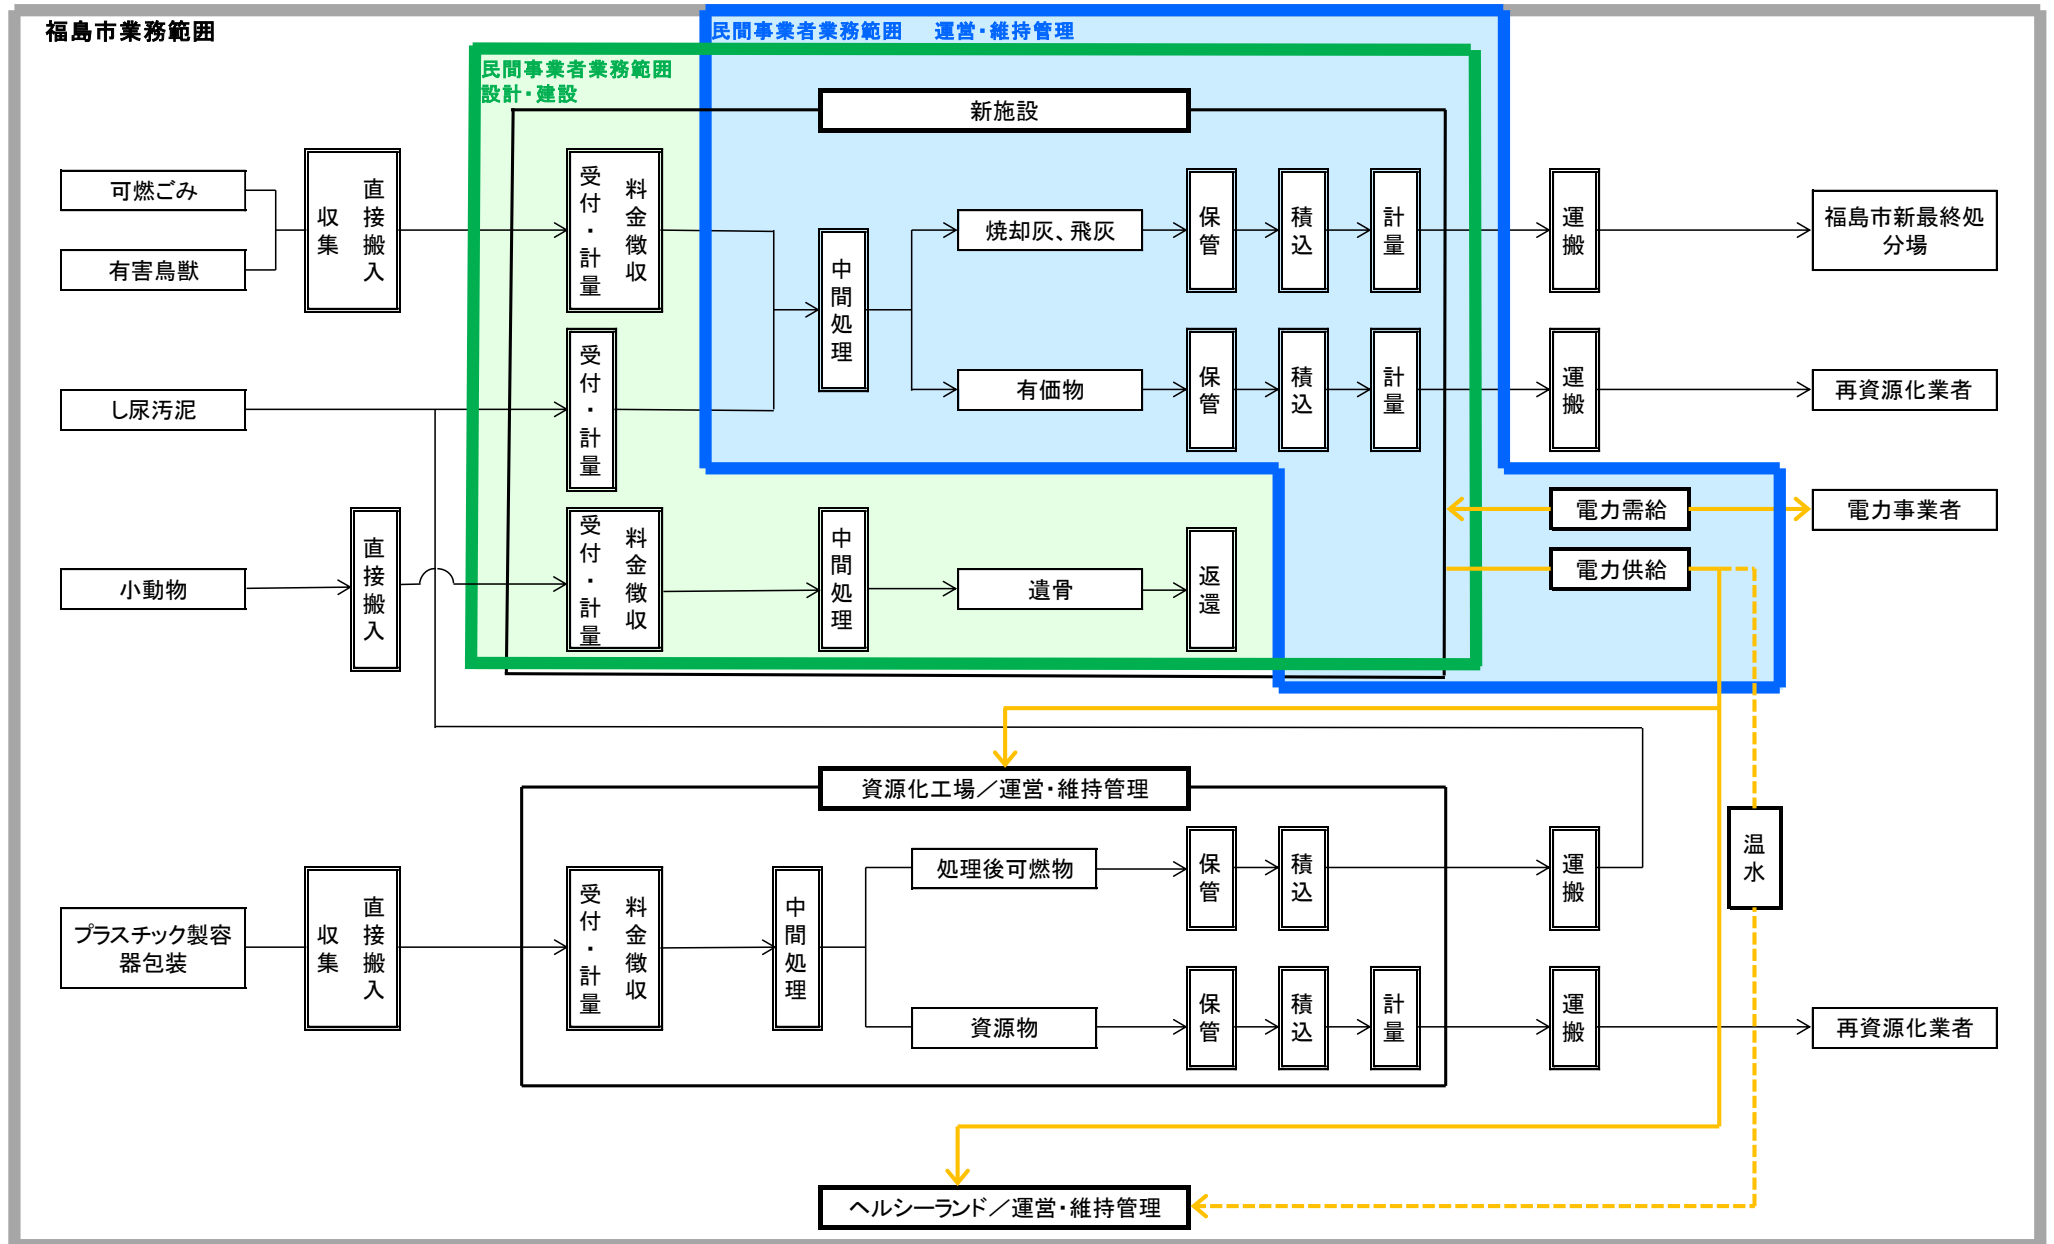 福島市業務範囲
民間事業者業務範囲　運営・維持管理
民間事業者業務範囲
設計・建設
新施設
可燃ごみ
有害鳥獣
収集
直接搬入
受付・計量
料金徴収
中間処理
焼却灰、飛灰
保管
積込
計量
運搬
福島市新最終処
分場
し尿汚泥
受付・計量
有価物
保管
積込
計量
運搬
再資源化業者
小動物
直接搬入
受付・計量
料金徴収
中間処理
遺骨
返還
電力需給
電力事業者
電力供給
資源化工場／運営・維持管理
プラスチック製容
器包装
収集
直接搬入
受付・計量
料金徴収
中間処理
処理後可燃物
保管
積込
運搬
温水
資源物
保管
積込
計量
運搬
再資源化業者
ヘルシーランド／運営・維持管理